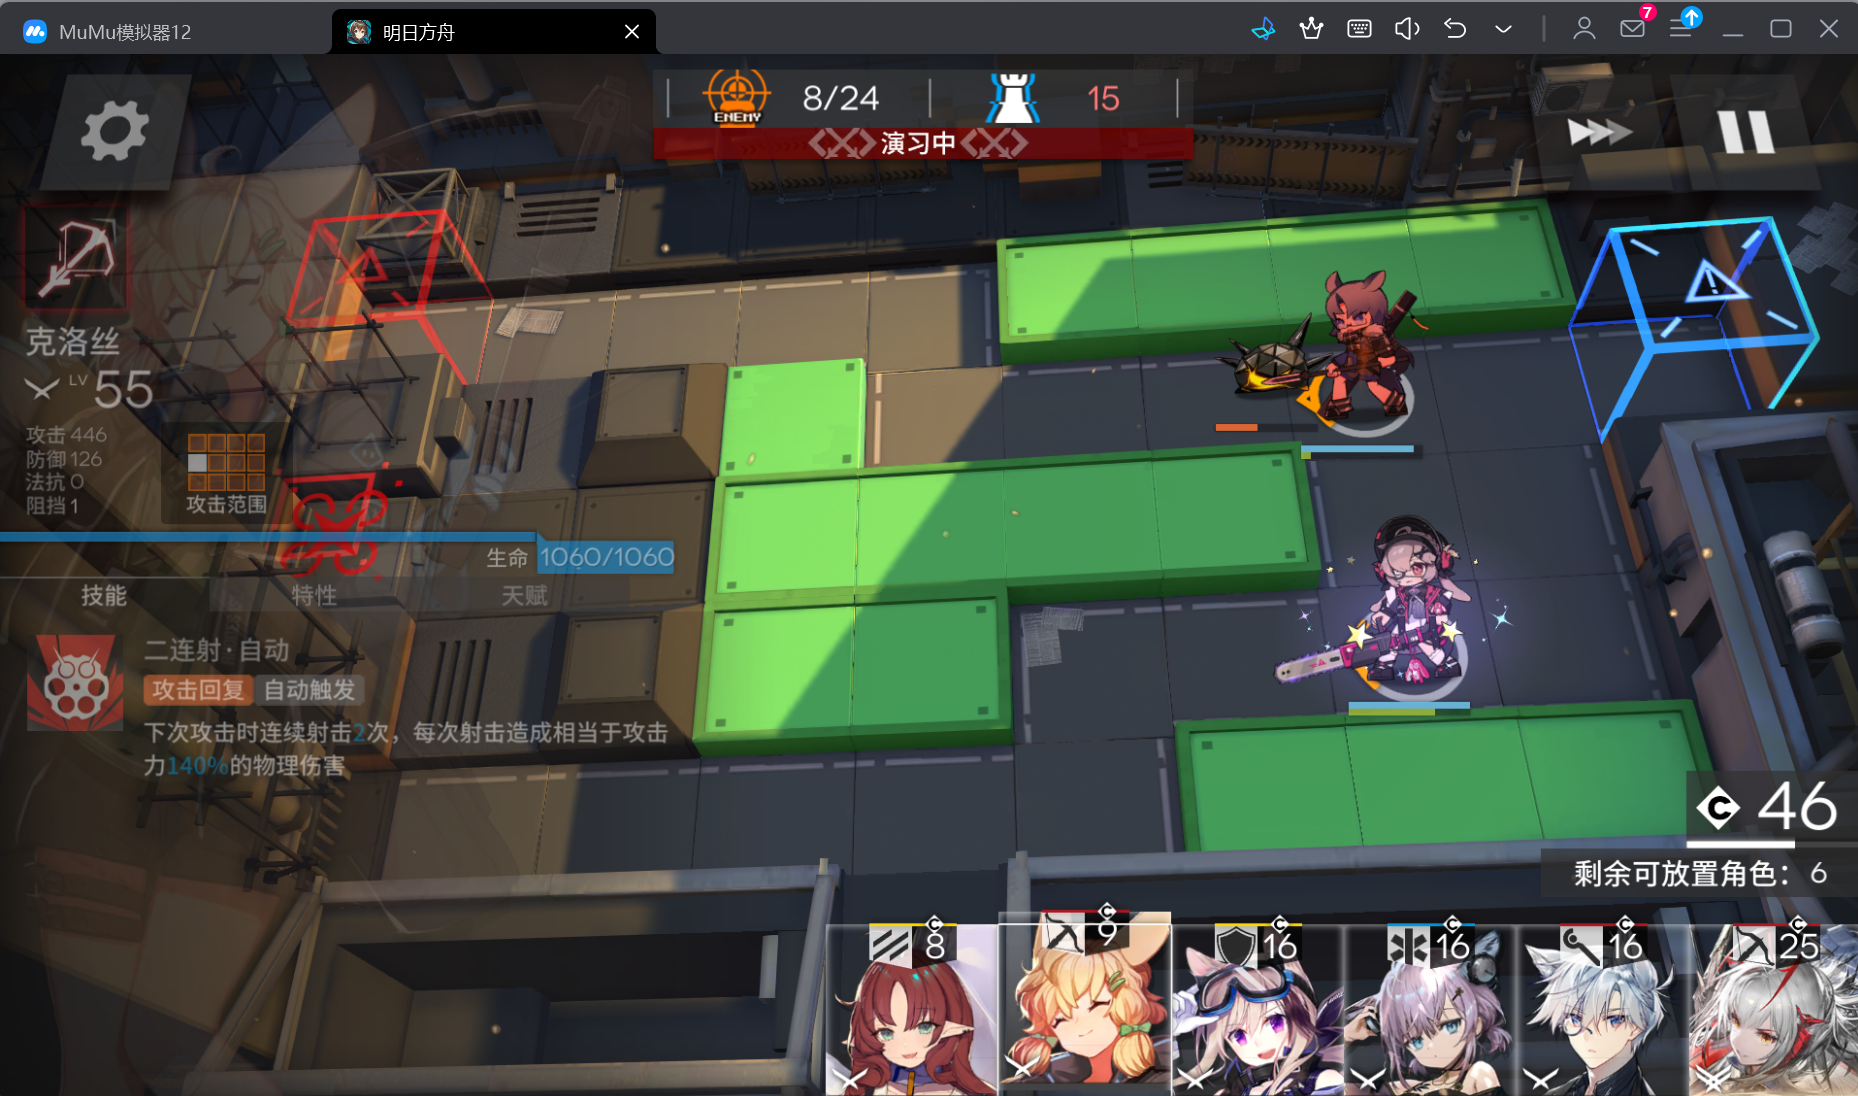 MuMu模拟器12
明日方舟
7
ENEMY
8/24
15
演习中
克洛丝
LV 55
攻击 446
防御 126
法抗 0
阻挡 1
攻击范围
生命 1060/1060
技能
特性
天赋
二连射·自动
攻击回复 自动触发
下次攻击时连续射击2次，每次射击造成相当于攻击
力140%的物理伤害
C 46
剩余可放置角色： 6
C 8
C 9
C 16
C 16
C 16
C 25